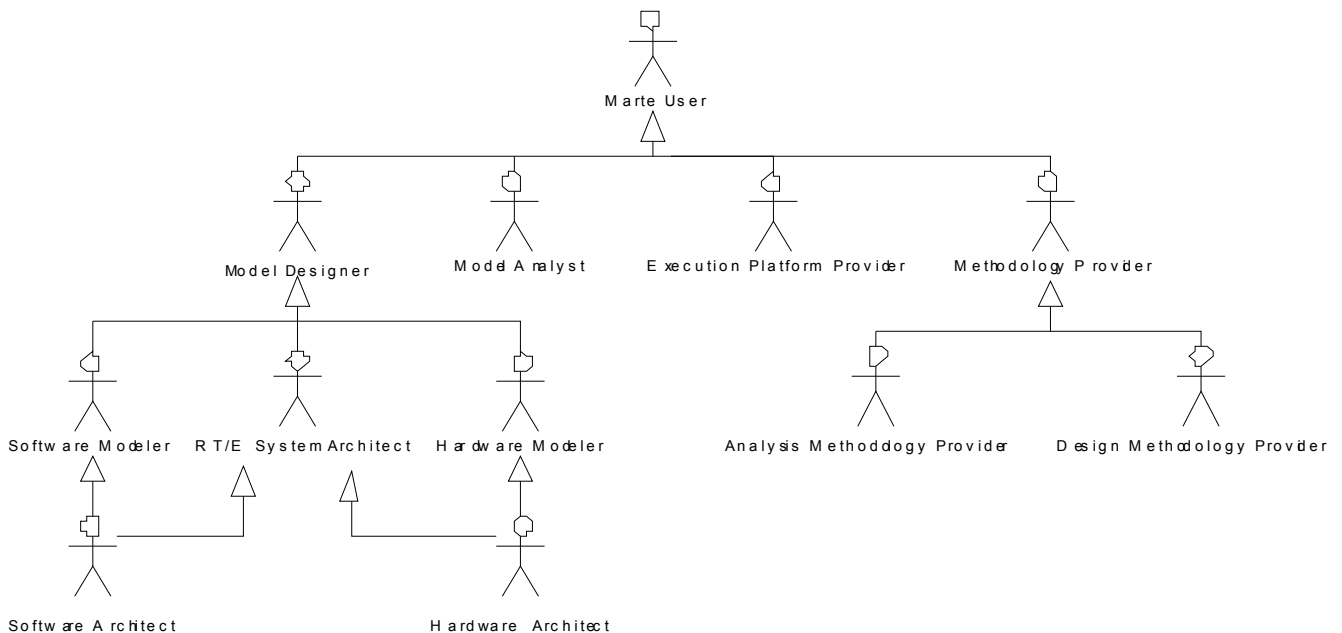 Marte User
Model Designer
Model Analyst
Execution Platform Provider
Methodology Provider
Software Modeler
RT/E System Architect
Hardware Modeler
Analysis Methodology Provider
Design Methodology Provider
Software Architect
Hardware Architect